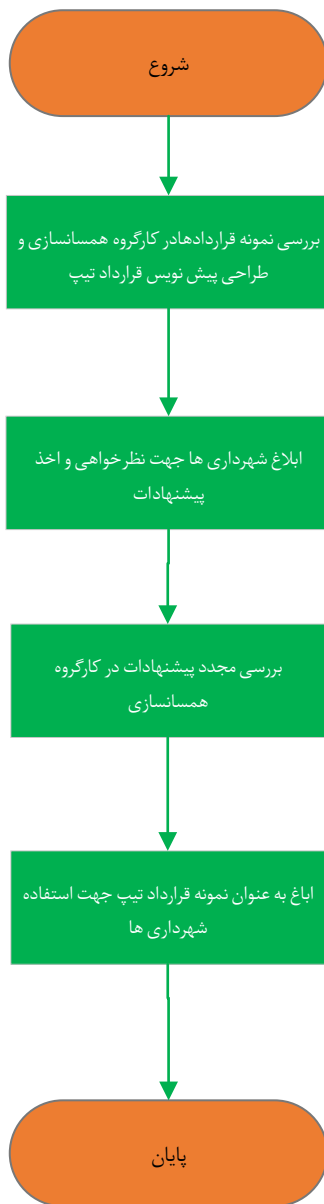 شروع
بررسی نمونه قراردادهادر کارگروه همسانسازی و
طراحی پیش نویس قرارداد تیپ
ابلاغ شهرداری ها جهت نظرخواهی و اخذ
پیشنهادات
بررسی مجدد پیشنهادات در کارگروه
همسانسازی
اباغ به عنوان نمونه قرارداد تیپ جهت استفاده
شهرداری ها
پایان